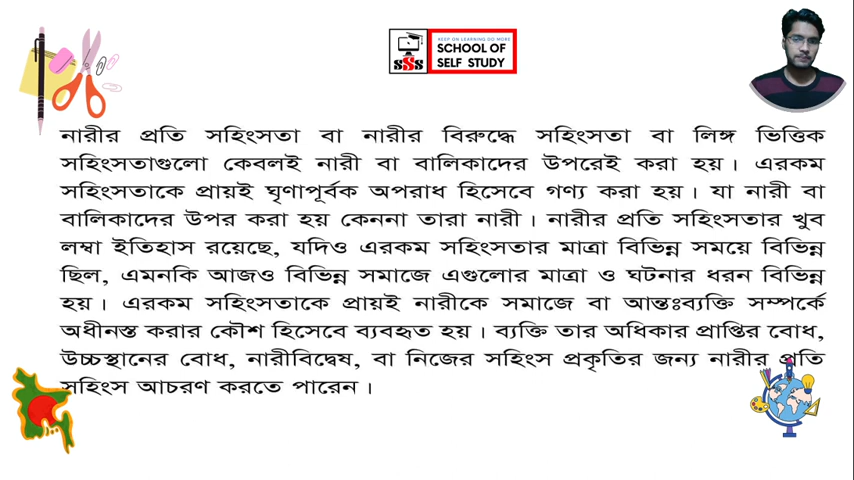 KEEP ON LEARNING DO MORE
SCHOOL OF
SELF STUDY
sSs
নারীর প্রতি সহিংসতা বা নারীর বিরুদ্ধে সহিংসতা বা লিঙ্গ ভিত্তিক
সহিংসতাগুলো কেবলই নারী বা বালিকাদের উপরেই করা হয়। এরকম
সহিংসতাকে প্রায়ই ঘৃণাপূর্বক অপরাধ হিসেবে গণ্য করা হয়। যা নারী বা
বালিকাদের উপর করা হয় কেননা তারা নারী। নারীর প্রতি সহিংসতার খুব
লম্বা ইতিহাস রয়েছে, যদিও এরকম সহিংসতার মাত্রা বিভিন্ন সময়ে বিভিন্ন
ছিল, এমনকি আজও বিভিন্ন সমাজে এগুলোর মাত্রা ও ঘটনার ধরন বিভিন্ন
হয়। এরকম সহিংসতাকে প্রায়ই নারীকে সমাজে বা আন্তঃব্যক্তি সম্পর্কে
অধীনস্ত করার কৌশ হিসেবে ব্যবহৃত হয়। ব্যক্তি তার অধিকার প্রাপ্তির বোধ,
উচ্চস্থানের বোধ, নারীবিদ্বেষ, বা নিজের সহিংস প্রকৃতির জন্য নারীর প্রতি
সহিংস আচরণ করতে পারেন।